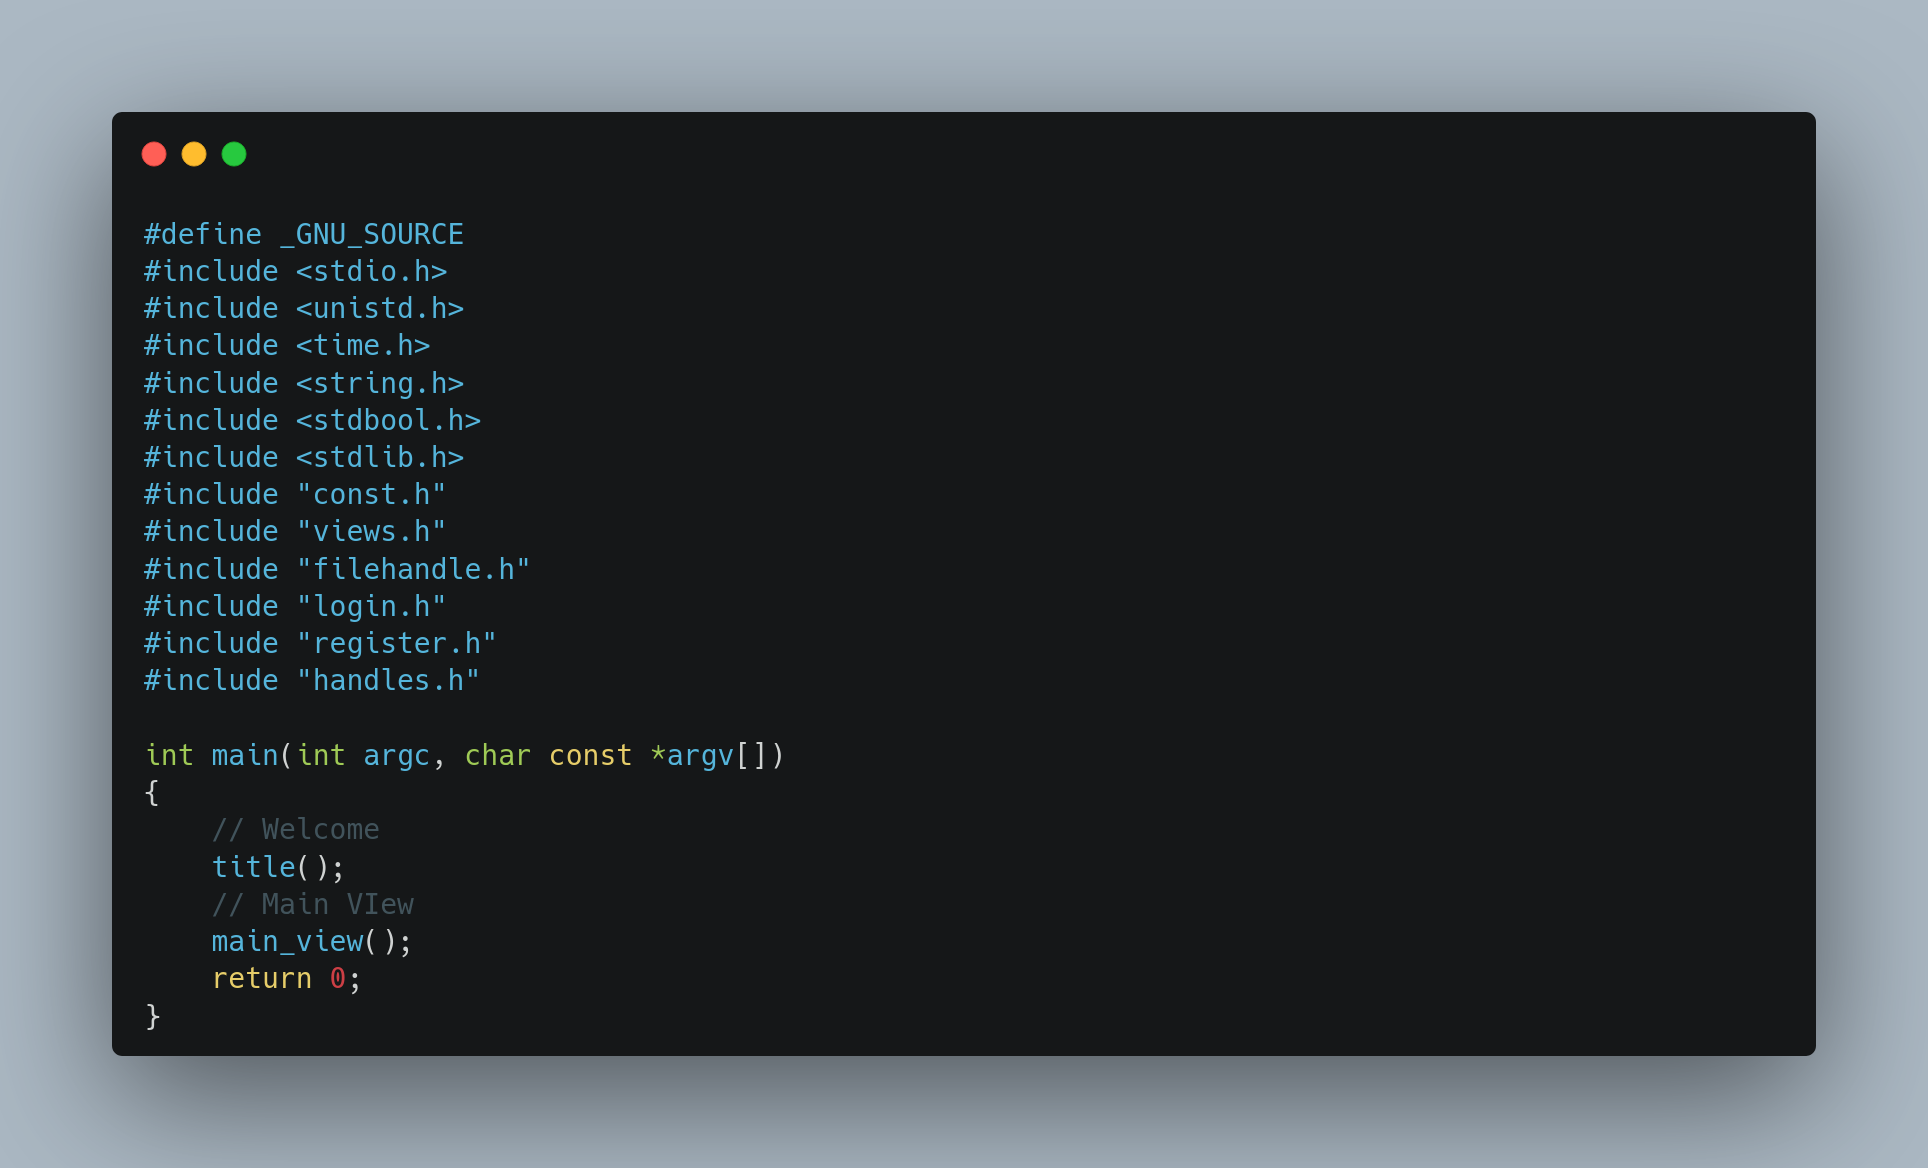 #define _GNU_SOURCE
#include <stdio.h>
#include <unistd.h>
#include <time.h>
#include <string.h>
#include <stdbool.h>
#include <stdlib.h>
#include "const.h"
#include "views.h"
#include "filehandle.h"
#include "login.h"
#include "register.h"
#include "handles.h"

int main(int argc, char const *argv[])
{
    // Welcome
    title();
    // Main VIew
    main_view();
    return 0;
}